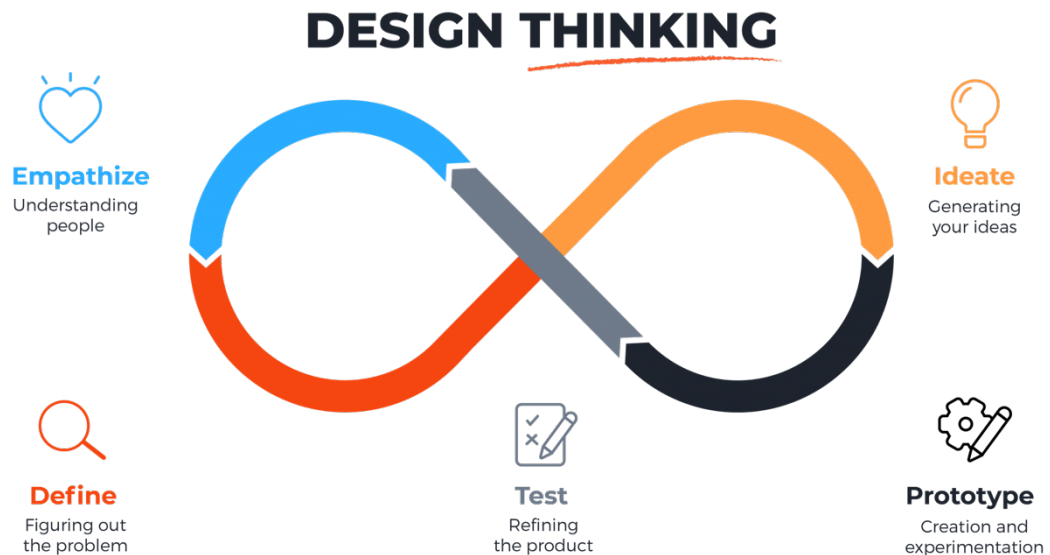 DESIGN THINKING
Empathize
Understanding
people
Ideate
Generating
your ideas
Define
Figuring out
the problem
Test
Refining
the product
Prototype
Creation and
experimentation